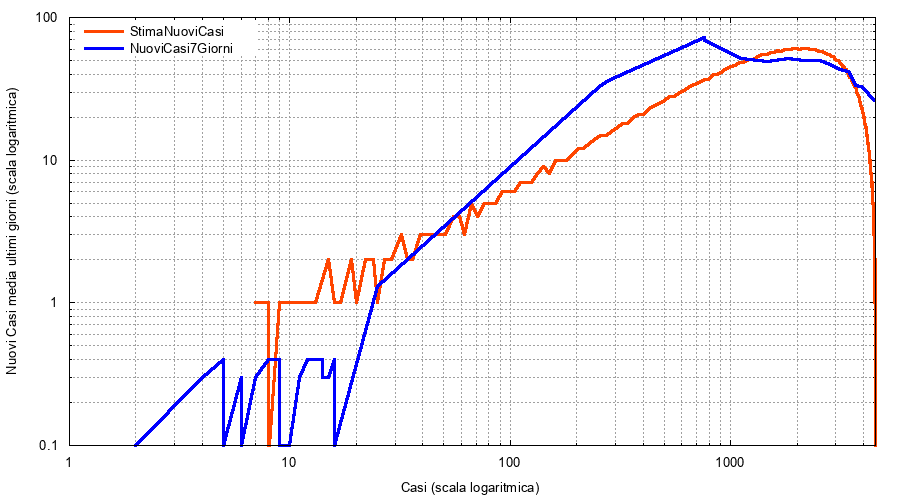 100
StimaNuoviCasi
NuoviCasi7Giorni
10
1
0.1
Nuovi Casi media ultimi giorni (scala logaritmica)
1
10
100
1000
Casi (scala logaritmica)